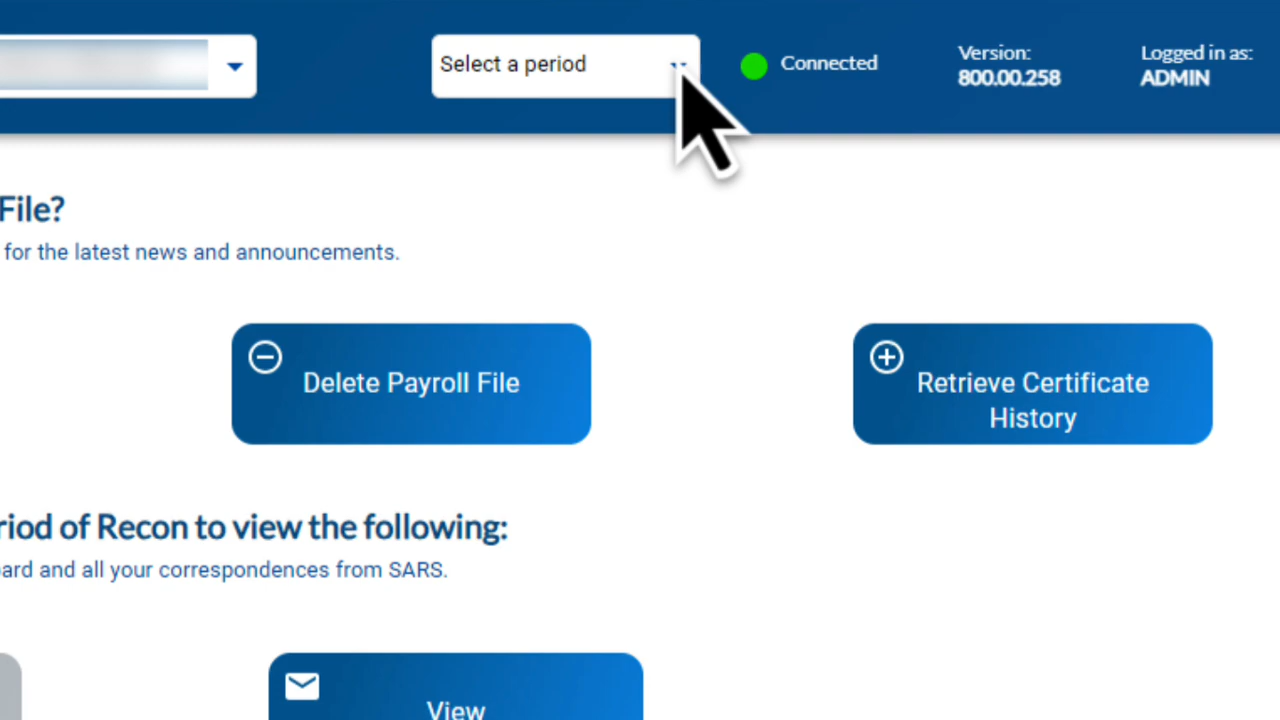 Select a period
Connected
Version:
800.00.258
Logged in as:
ADMIN
File?
for the latest news and announcements.
Delete Payroll File
Retrieve Certificate
History
riod of Recon to view the following:
ard and all your correspondences from SARS.
View